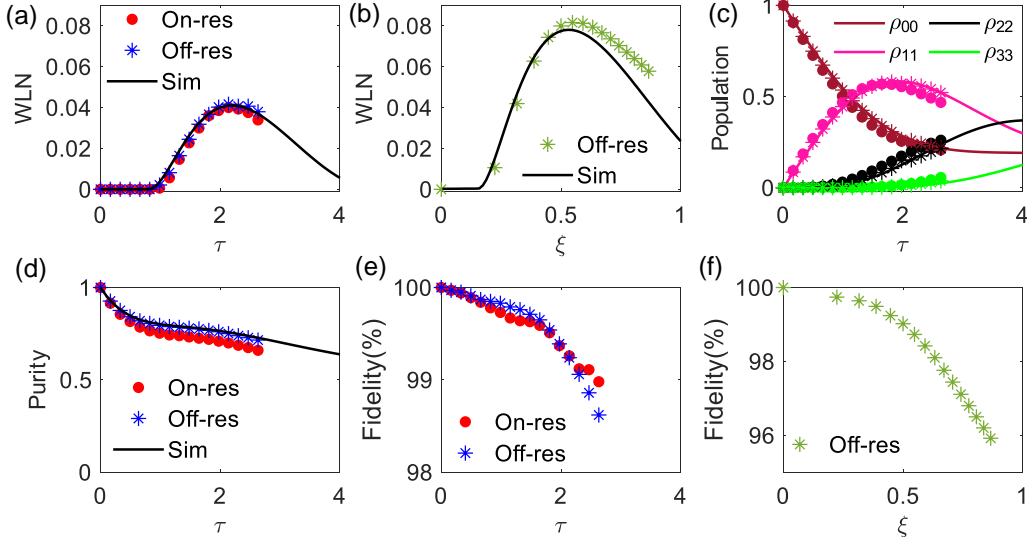 (a)
WLN
0.08
0.06
0.04
0.02
0
On-res
Off-res
Sim
0 2 4
τ
(b)
WLN
0.08
0.06
0.04
0.02
0
Off-res
Sim
0 0.5 1
ξ
(c)
Population
1
0.5
0
ρ00 ρ22
ρ11 ρ33
0 2 4
τ
(d)
Purity
1
0.5
0
On-res
Off-res
Sim
0 1 2 3 4
τ
(e)
Fidelity(%)
100
99
98
On-res
Off-res
0 2 4
τ
(f)
Fidelity(%)
100
98
96
Off-res
0 0.5 1
ξ